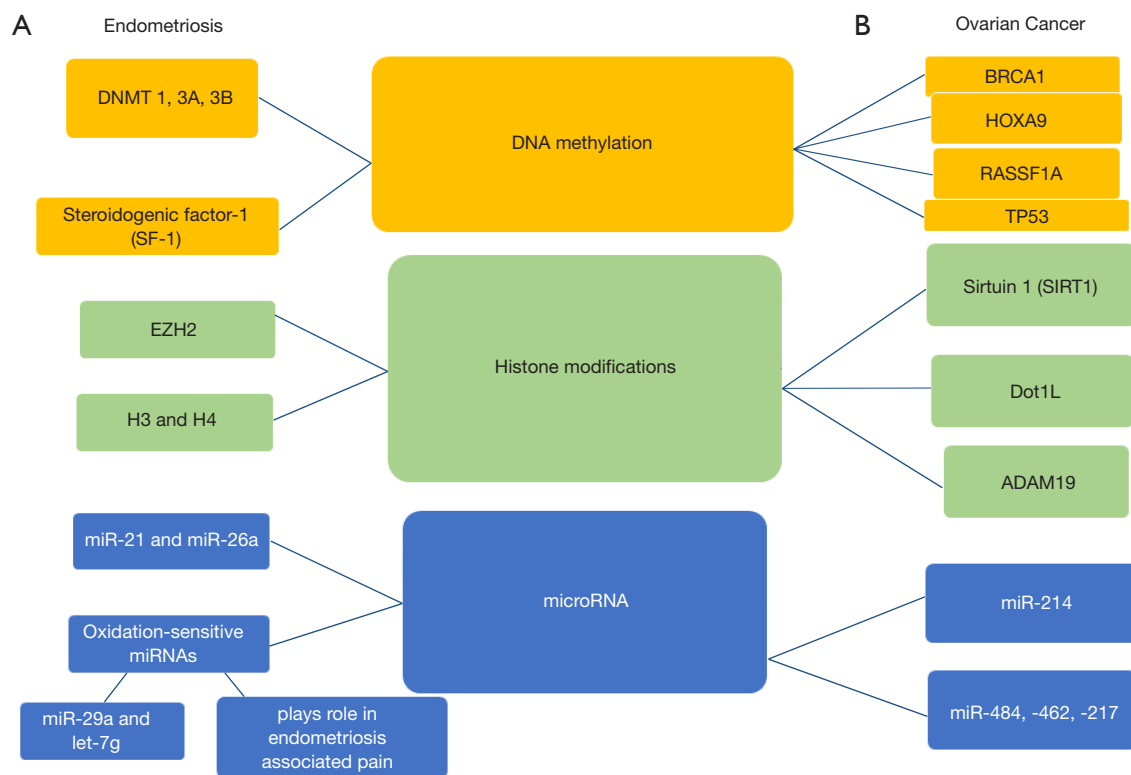 A
Endometriosis
B
Ovarian Cancer
DNMT 1, 3A, 3B
Steroidogenic factor-1
(SF-1)
DNA methylation
BRCA1
HOXA9
RASSF1A
TP53
EZH2
H3 and H4
Histone modifications
Sirtuin 1 (SIRT1)
Dot1L
ADAM19
miR-21 and miR-26a
Oxidation-sensitive
miRNAs
miR-29a and
let-7g
plays role in
endometriosis
associated pain
microRNA
miR-214
miR-484, -462, -217